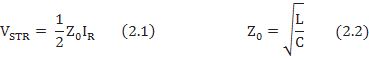 V_STR = 1/2 Z_0 I_R (2.1) Z_0 = √(L/C) (2.2)